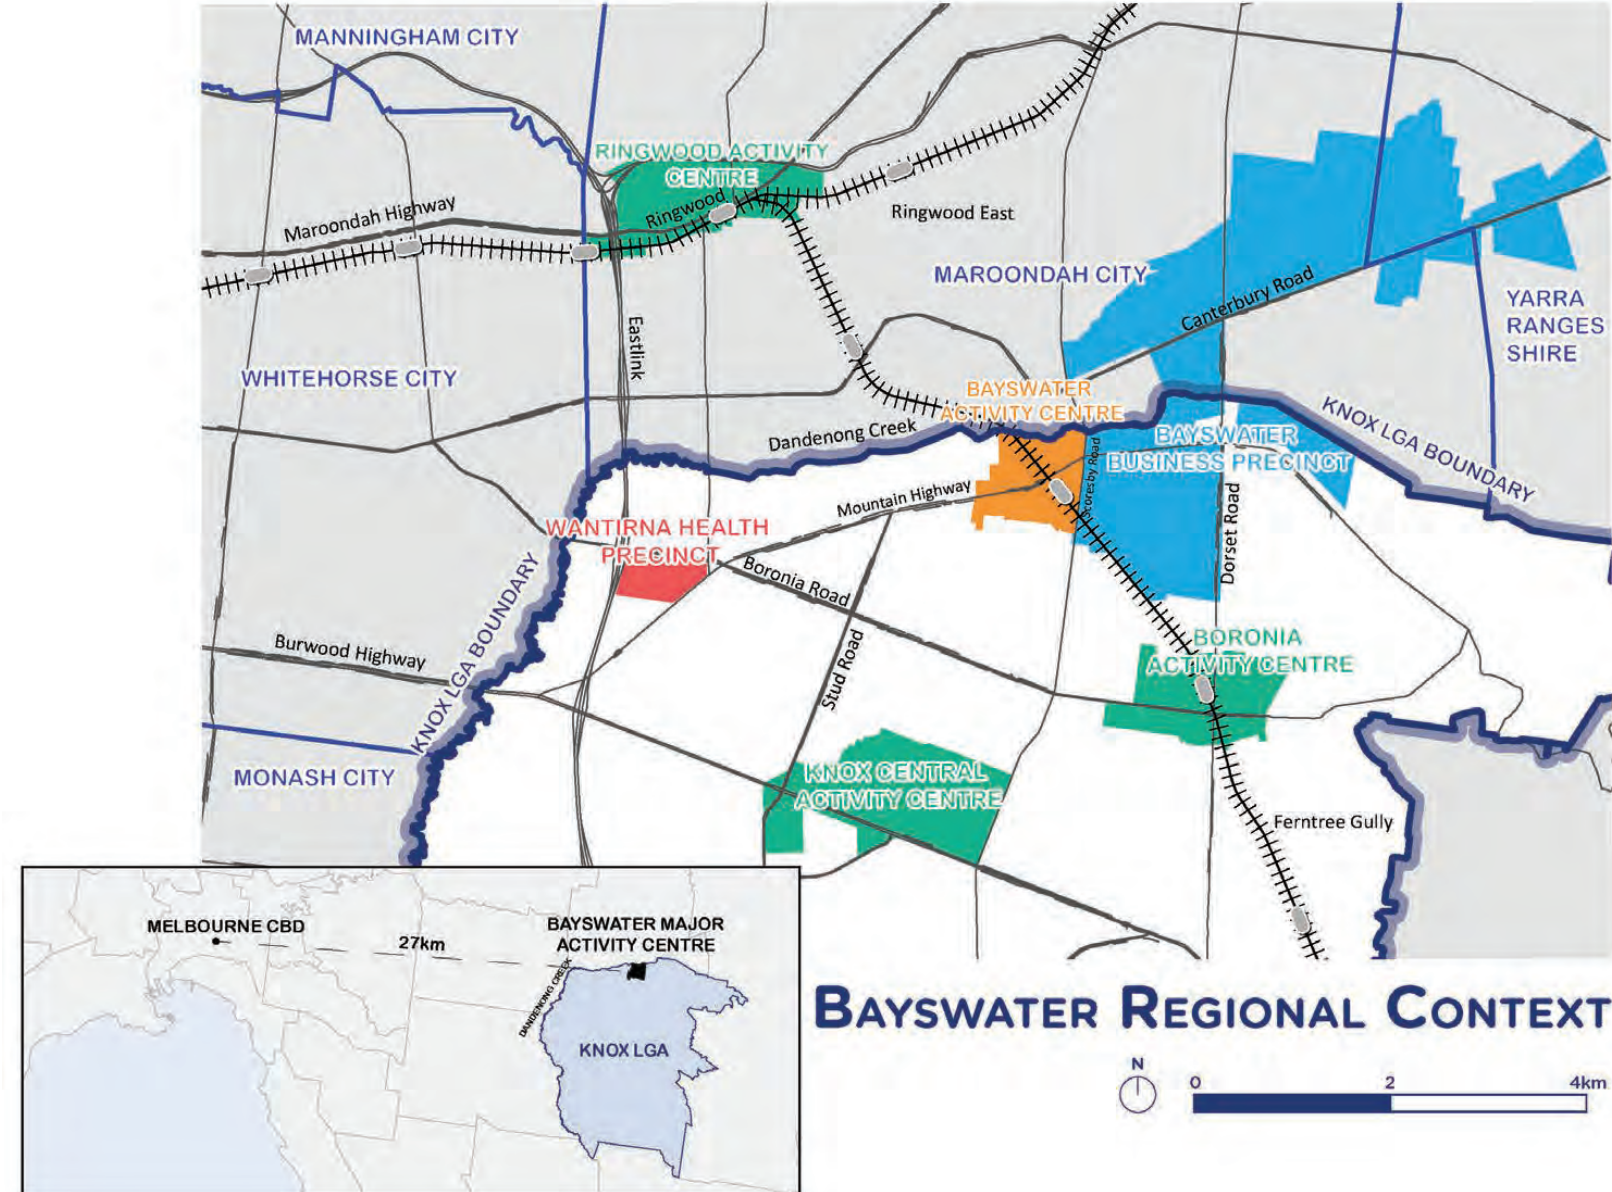 MANNINGHAM CITY
RINGWOOD ACTIVITY
CENTRE
Maroondah Highway
Ringwood
Ringwood East
MAROONDAH CITY
Canterbury Road
YARRA
RANGES
SHIRE
Eastlink
WHITEHORSE CITY
BAYSWATER
ACTIVITY CENTRE
KNOX LGA BOUNDARY
Dandenong Creek
BAYSWATER
BUSINESS PRECINCT
Scoresby Road
Mountain Highway
Dorset Road
WANTIRNA HEALTH
PRECINCT
Boronia Road
KNOX LGA BOUNDARY
Burwood Highway
Stud Road
BORONIA
ACTIVITY CENTRE
MONASH CITY
KNOX CENTRAL
ACTIVITY CENTRE
Ferntree Gully
MELBOURNE CBD
27km
BAYSWATER MAJOR
ACTIVITY CENTRE
DANDENONG CREEK
KNOX LGA
BAYSWATER REGIONAL CONTEXT
N
0 2 4km